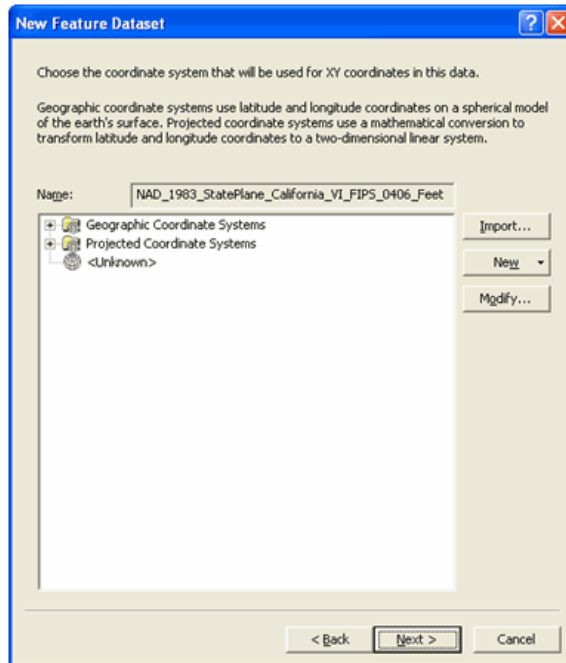 New Feature Dataset
Choose the coordinate system that will be used for XY coordinates in this data.
Geographic coordinate systems use latitude and longitude coordinates on a spherical model
of the earth's surface. Projected coordinate systems use a mathematical conversion to
transform latitude and longitude coordinates to a two-dimensional linear system.
Name: NAD_1983_StatePlane_California_VI_FIPS_0406_Feet
Geographic Coordinate Systems
Projected Coordinate Systems
<Unknown>
Import...
New
Modify...
< Back Next > Cancel